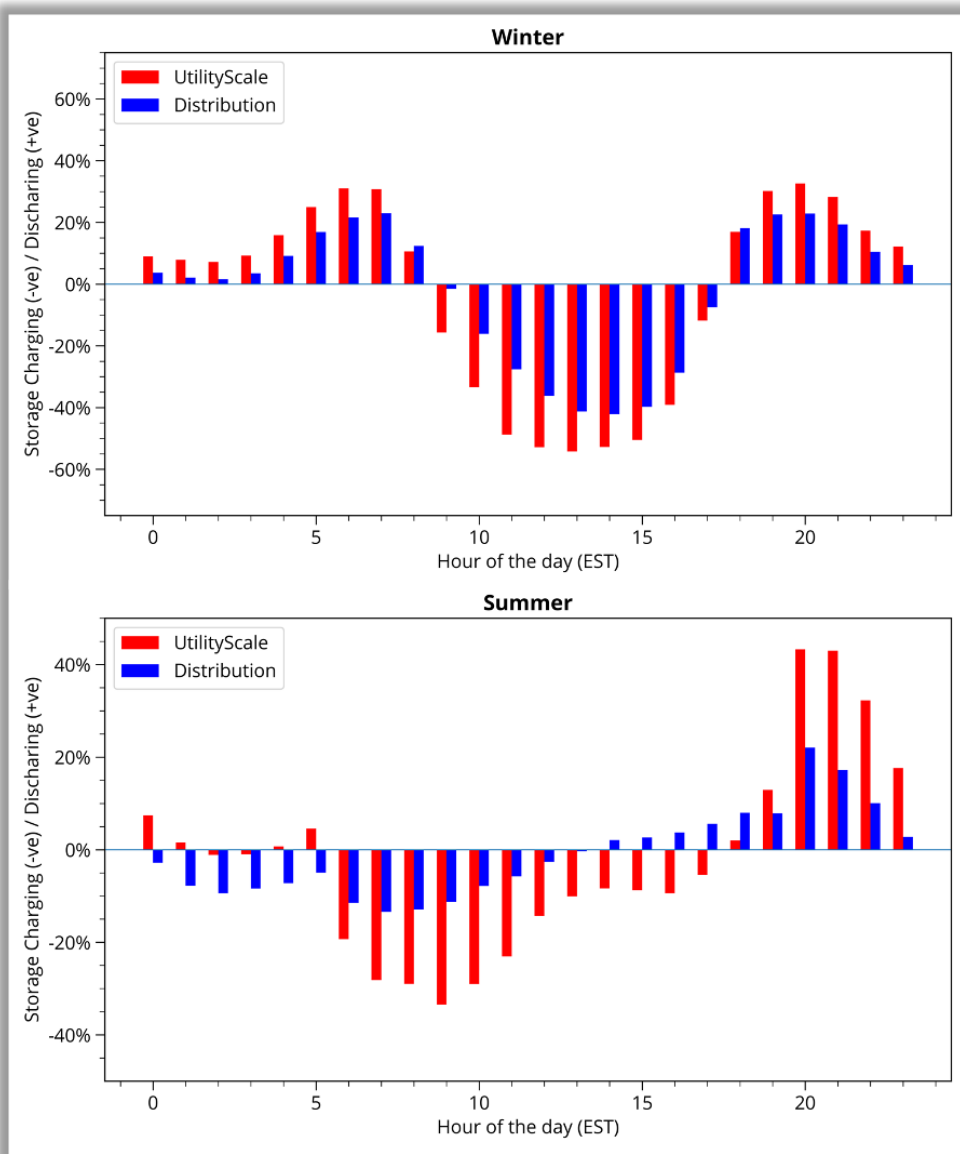 Winter
UtilityScale
Distribution
60%
40%
20%
0%
-20%
-40%
-60%
Storage Charging (-ve) / Discharing (+ve)
0 5 10 15 20
Hour of the day (EST)
Summer
UtilityScale
Distribution
40%
20%
0%
-20%
-40%
Storage Charging (-ve) / Discharing (+ve)
0 5 10 15 20
Hour of the day (EST)